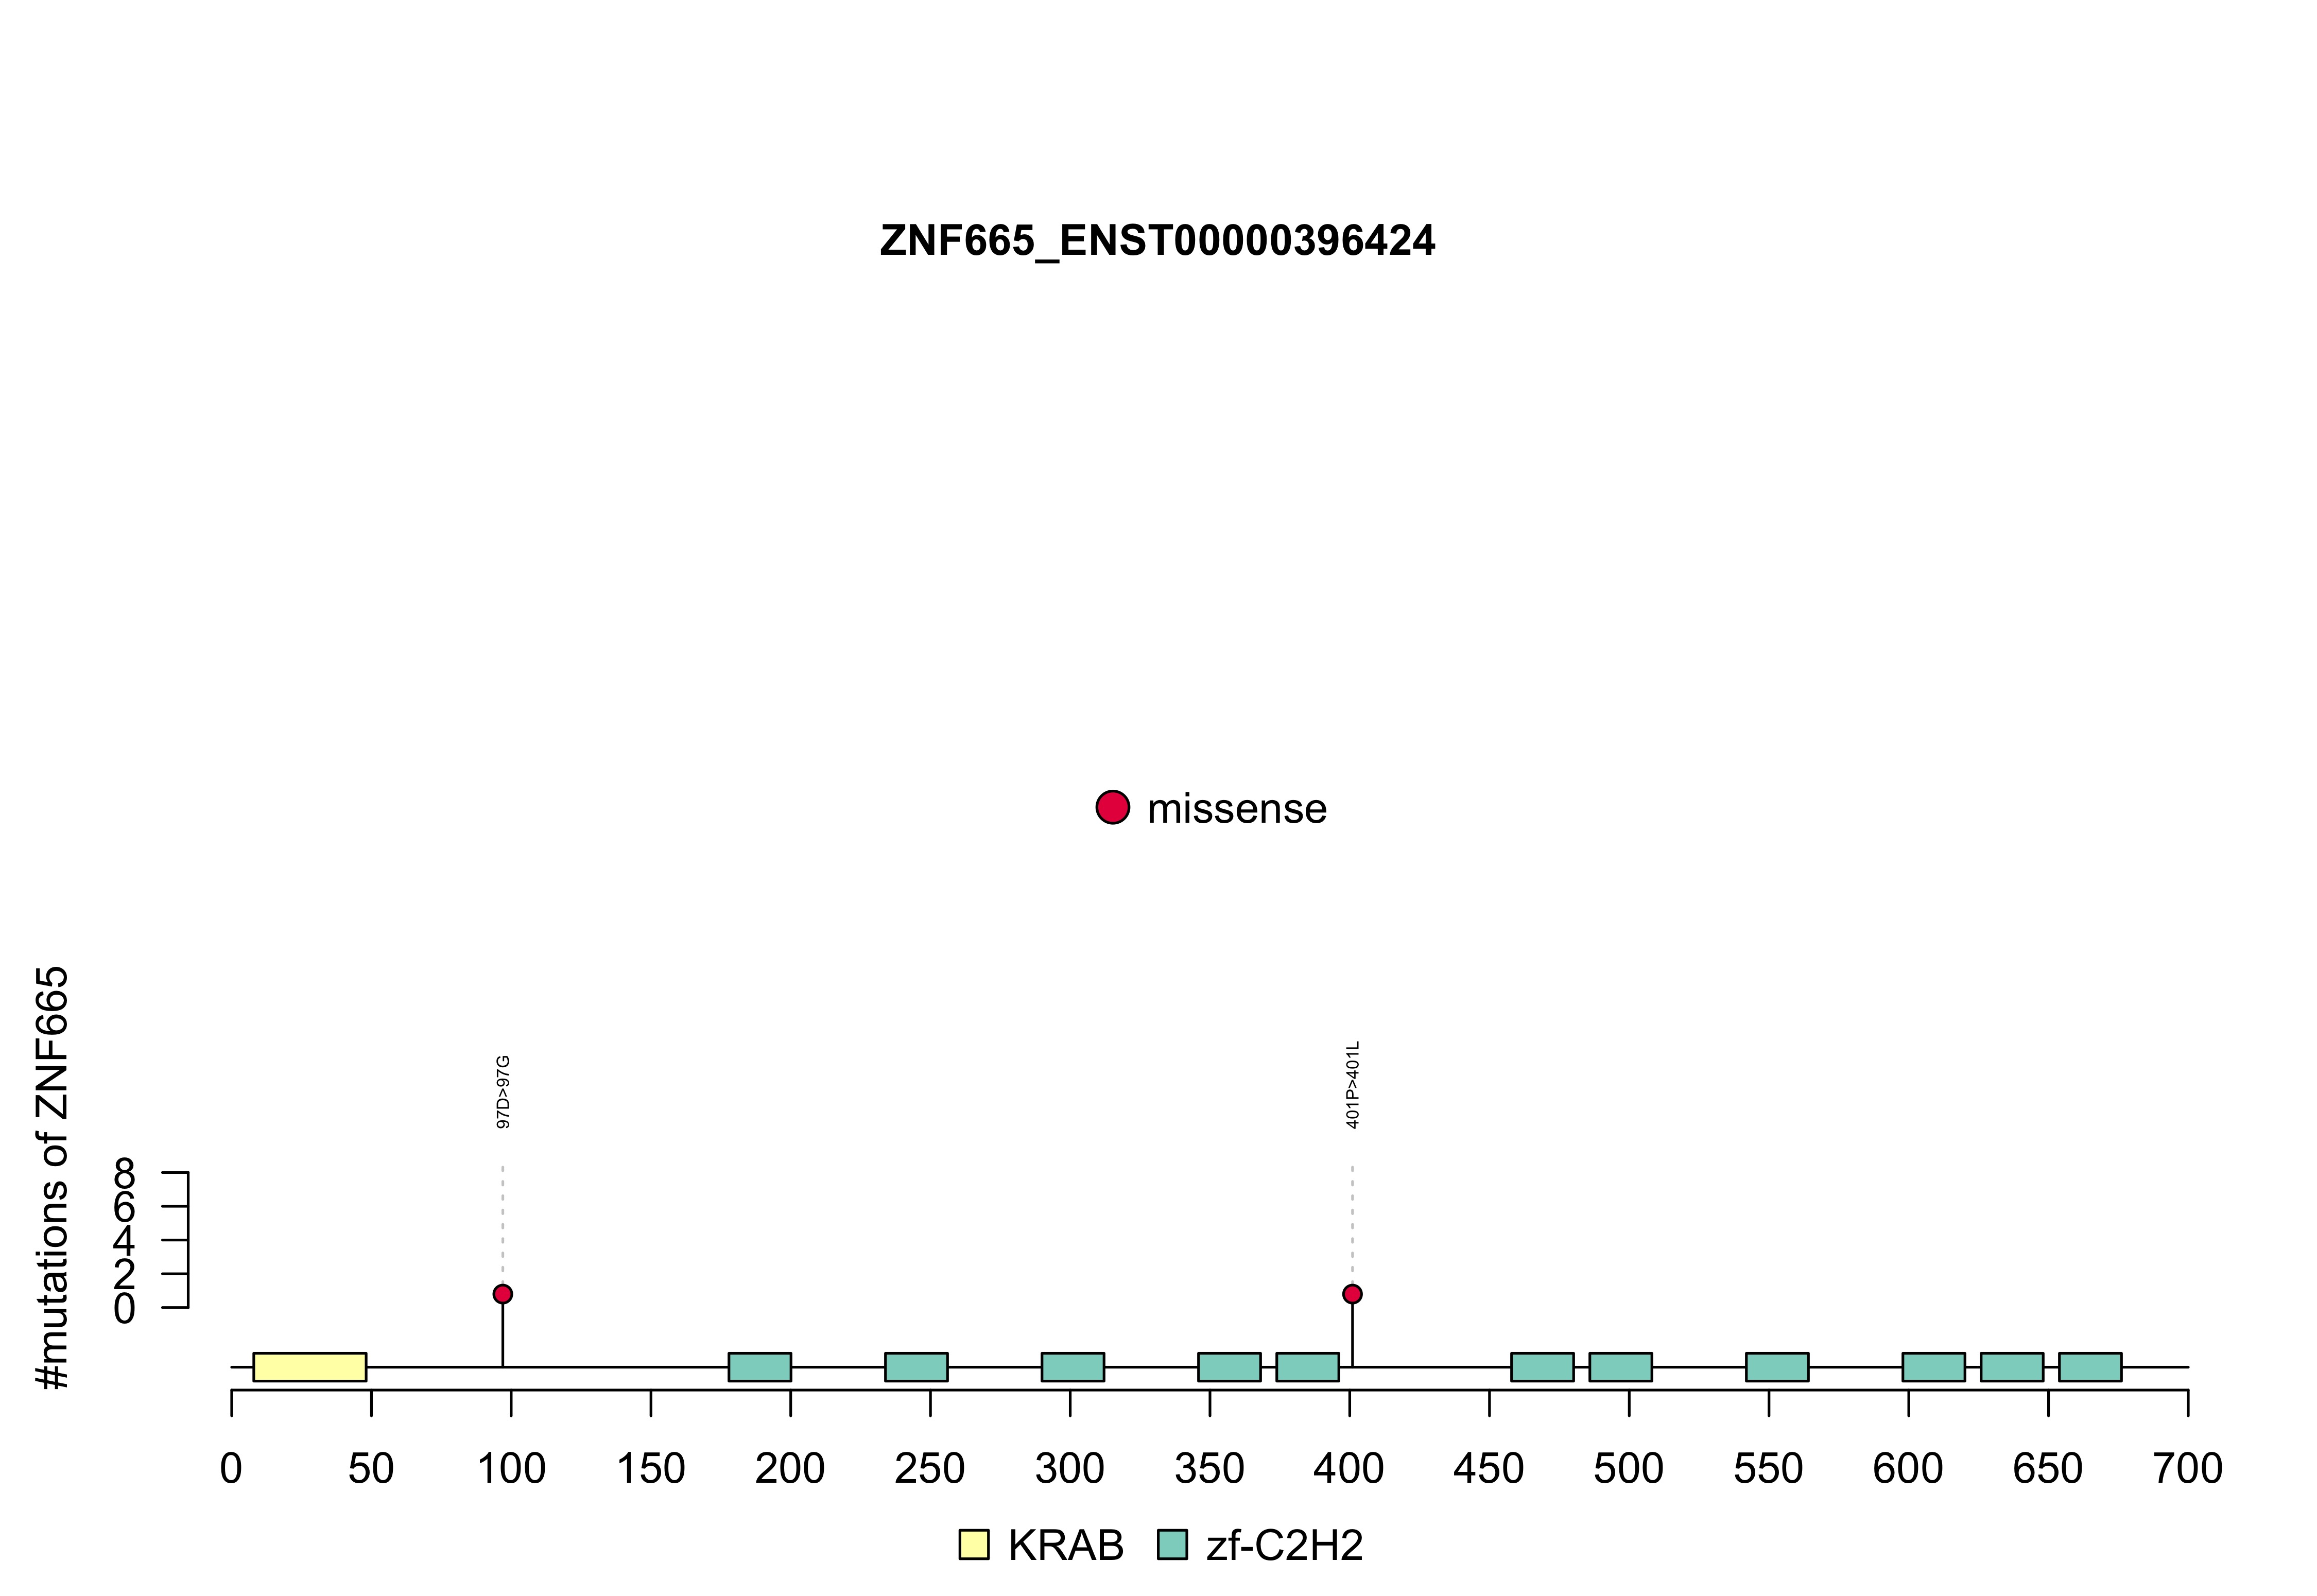 ZNF665_ENST00000396424
missense
#mutations of ZNF665
97D>97G
401P>401L
8
6
4
2
0
0 50 100 150 200 250 300 350 400 450 500 550 600 650 700
KRAB zf-C2H2